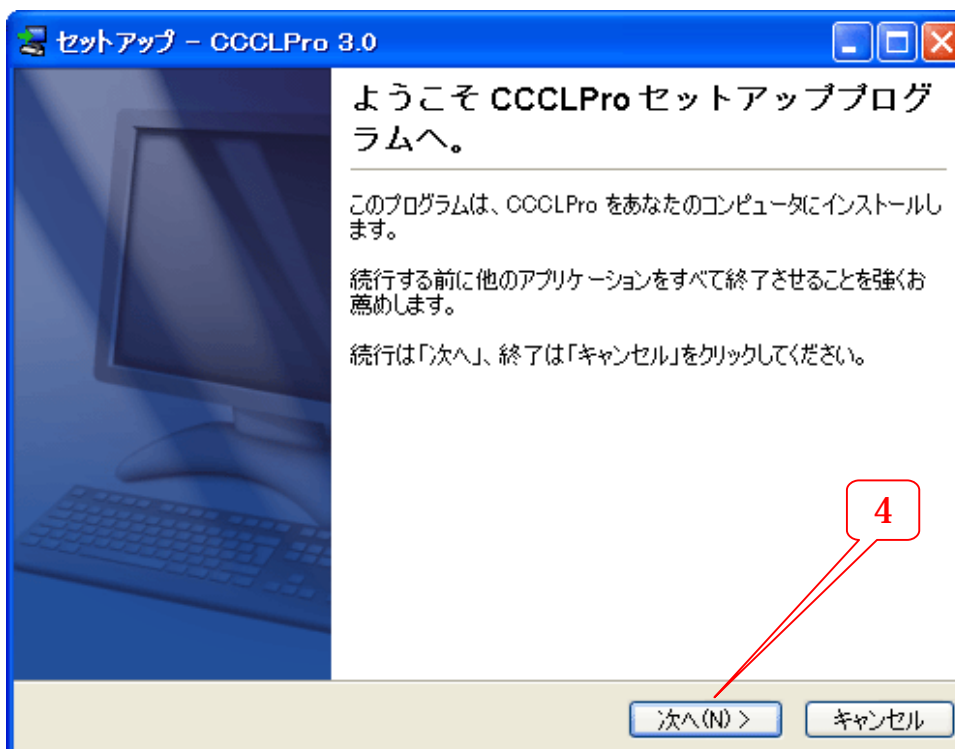 セットアップ - CCCLPro 3.0
ようこそ CCCLPro セットアッププログ
ラムへ。
このプログラムは、CCCLPro をあなたのコンピュータにインストールし
ます。
続行する前に他のアプリケーションをすべて終了させることを強くお
薦めします。
続行は「次へ」、終了は「キャンセル」をクリックしてください。
4
次へ(N) >
キャンセル